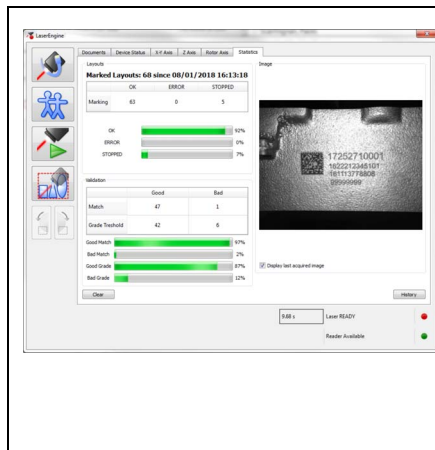 LaserEngine
Documents Device Status X-Y Axis Z Axis Rotor Axis Statistics
Layouts
Marked Layouts: 68 since 08/01/2018 16:13:18
OK ERROR STOPPED
Marking 63 0 5
OK 92%
ERROR 0%
STOPPED 7%
Validation
Good Bad
Match 47 1
Grade Treshold 42 6
Good Match 97%
Bad Match 2%
Good Grade 87%
Bad Grade 12%
Clear
Image
17252710001
1622212345101
161113778808
99999999
Display last acquired image
History
9.68 s Laser READY
Reader Available